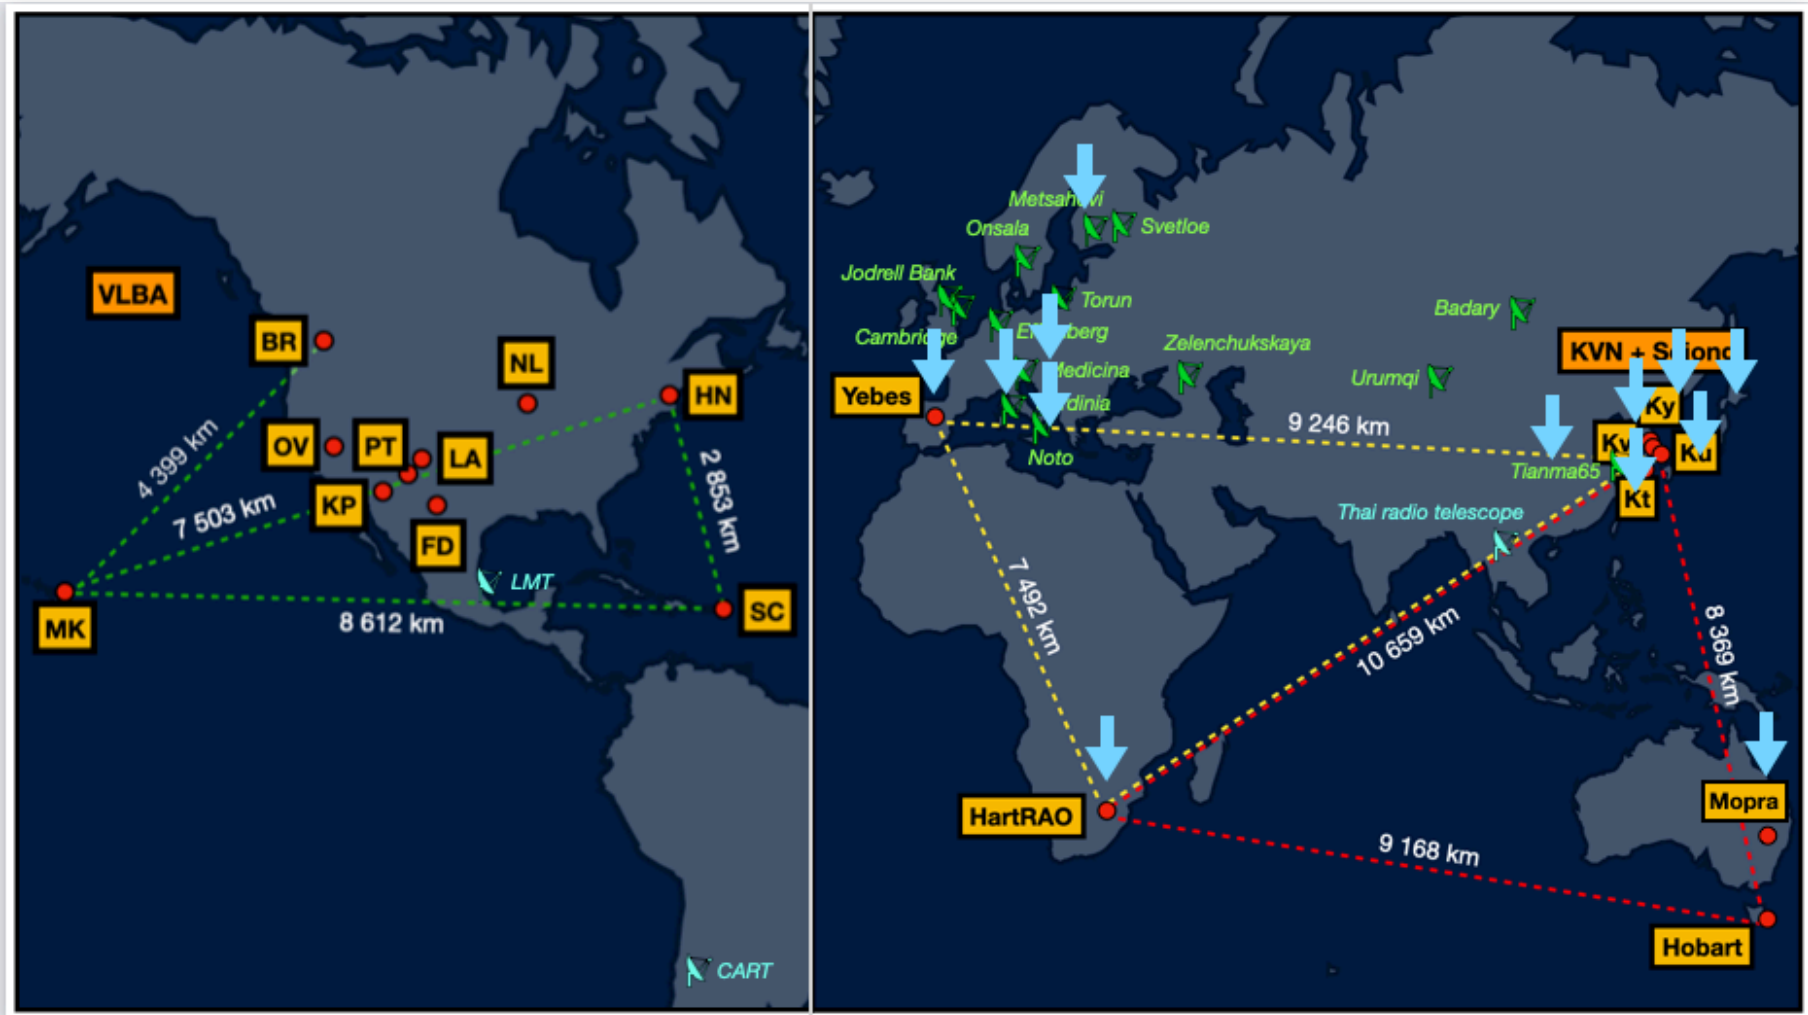 VLBA
BR
NL
HN
OV
PT
LA
KP
FD
MK
SC
LMT
CART
4 399 km
7 503 km
8 612 km
2 853 km
Onsala
Svetloe
Jodrell Bank
Torun
Cambridge
Medicina
Noto
Zelenchukskaya
Badary
Urumqi
KVN +
Yebes
Ky
Ku
Kt
Tianma65
Thai radio telescope
9 246 km
7 492 km
10 659 km
8 369 km
9 168 km
HartRAO
Mopra
Hobart